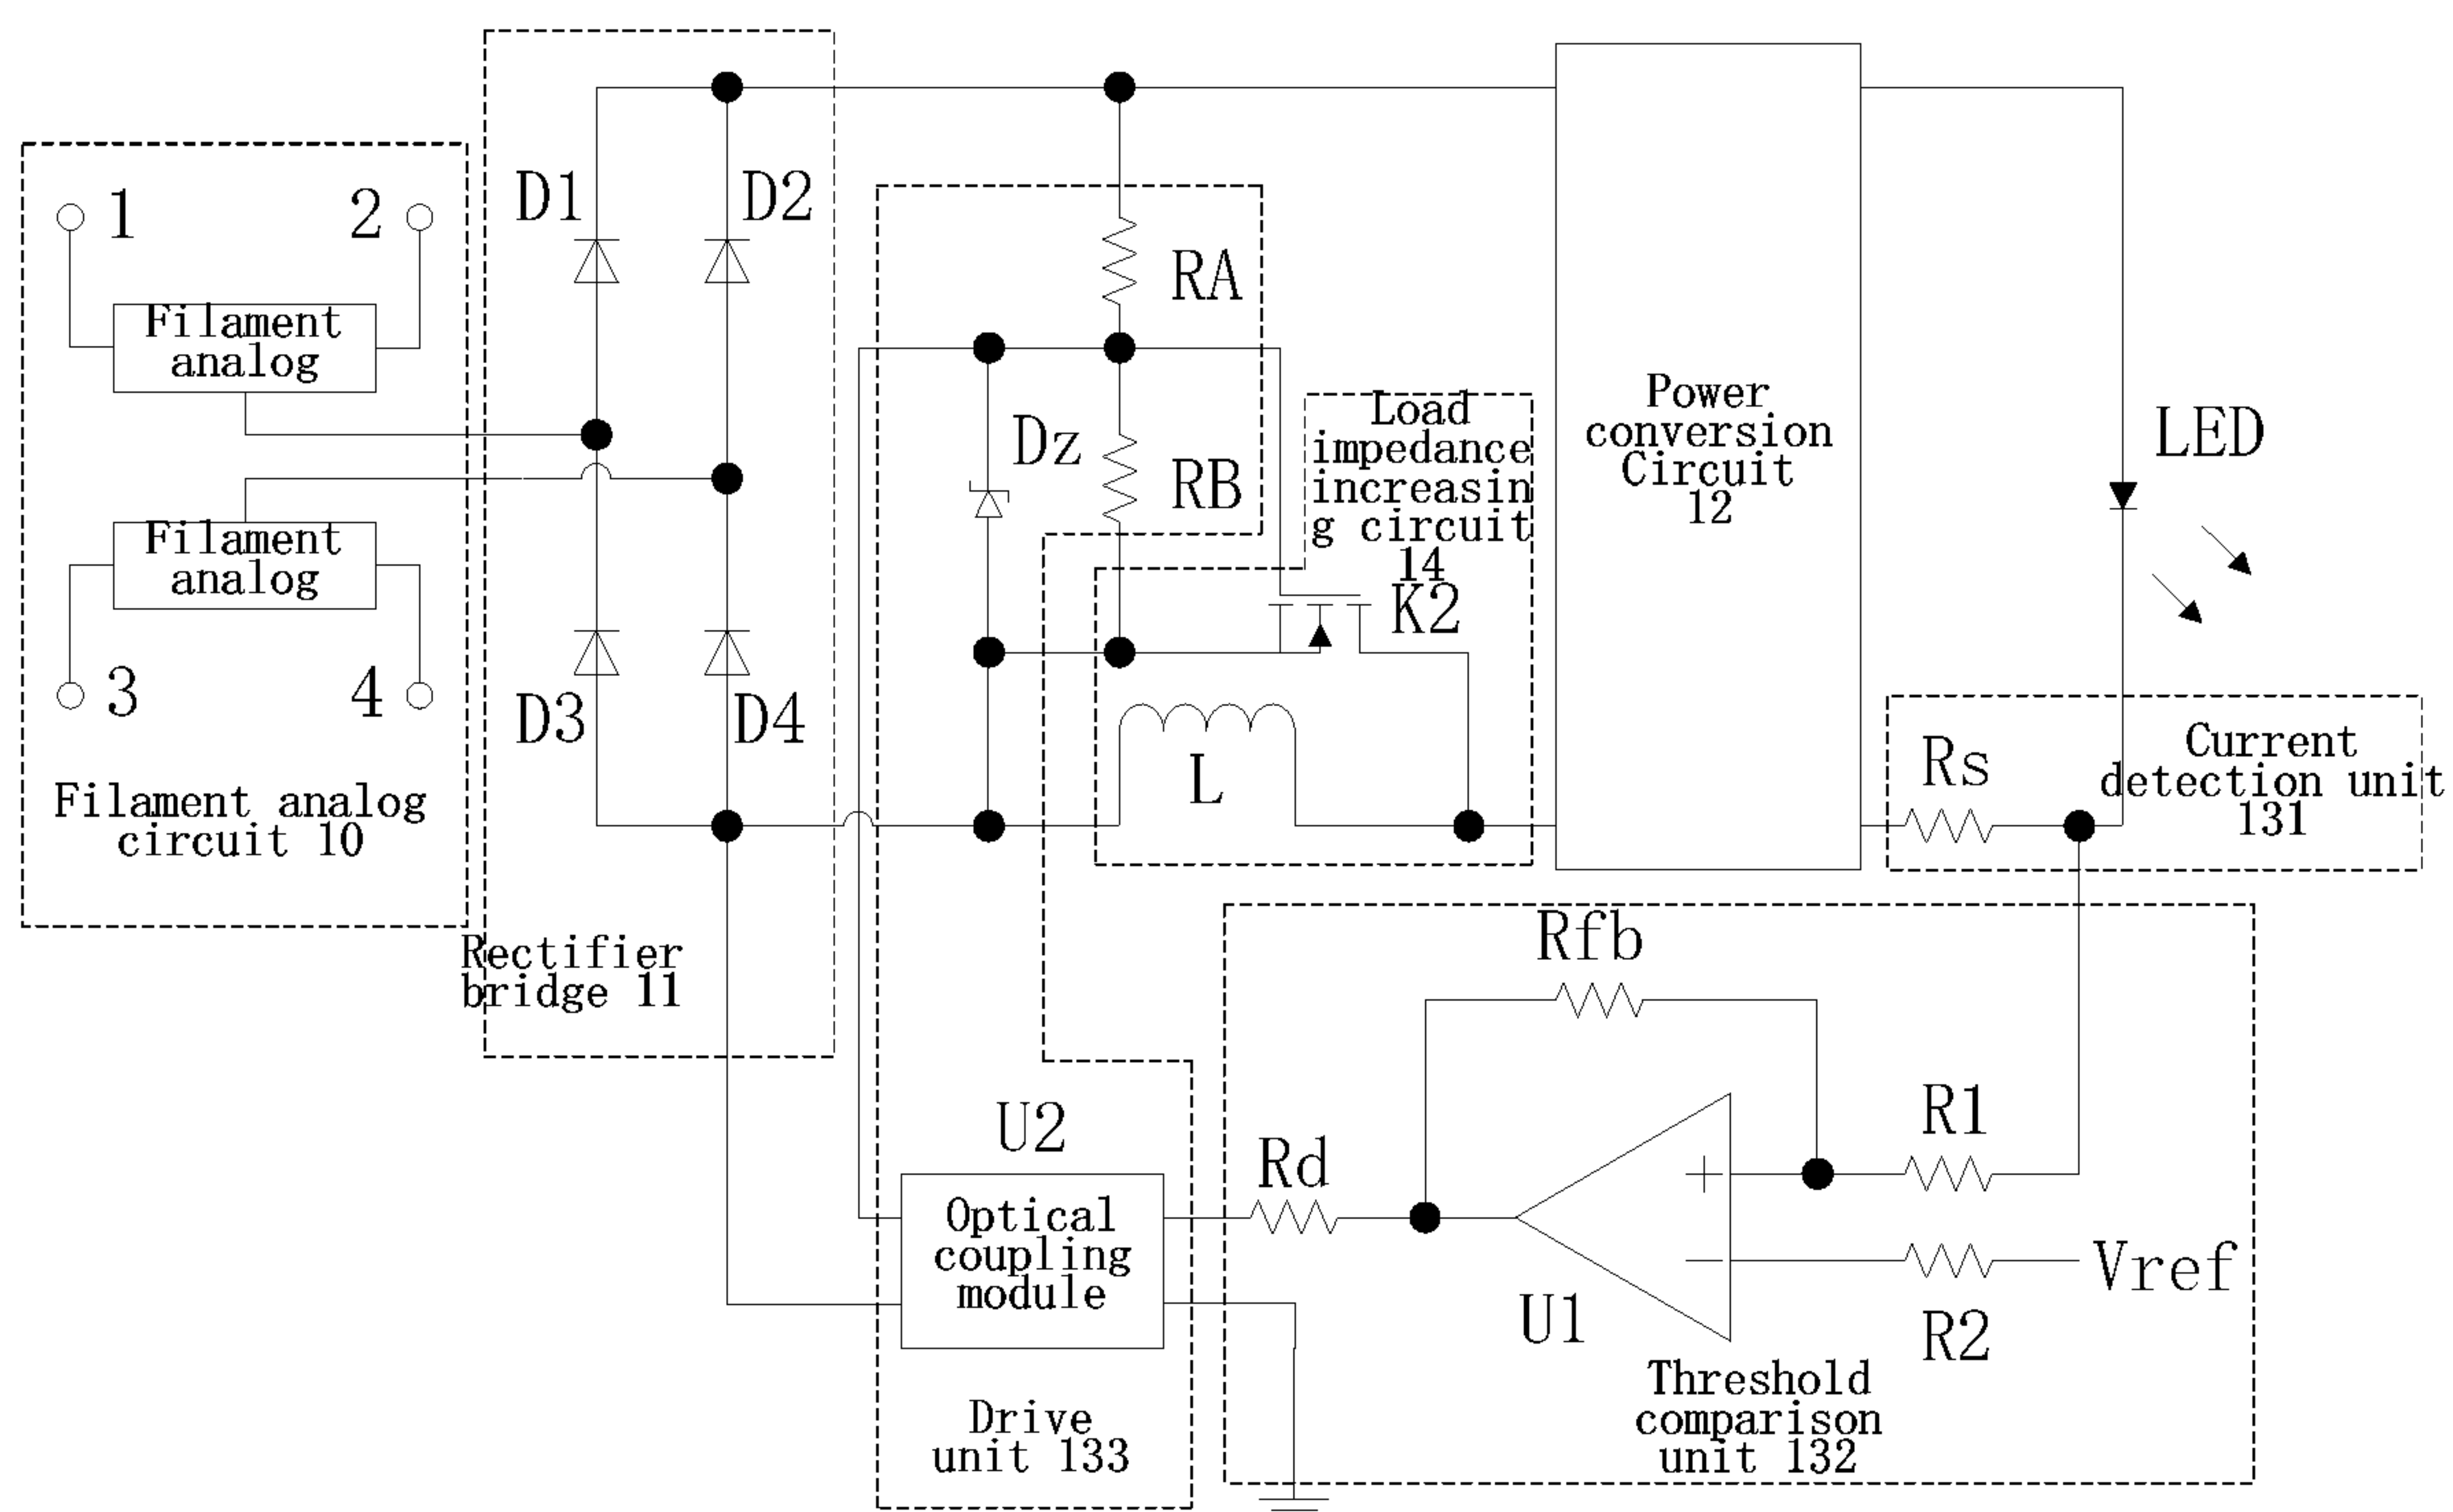 D1
D2
1
2
RA
Filament
analog
Filament
analog
3
4
D3
D4
Filament analog
circuit 10
Rectifier
bridge 11
Dz
RB
Load
impedance
increasin
g circuit
14
K2
L
Power
conversion
Circuit
12
LED
Rs
Current
detection unit
131
Rfb
R1
Rd
U2
Optical
coupling
module
+
−
Vref
U1
R2
Drive
unit 133
Threshold
comparison
unit 132